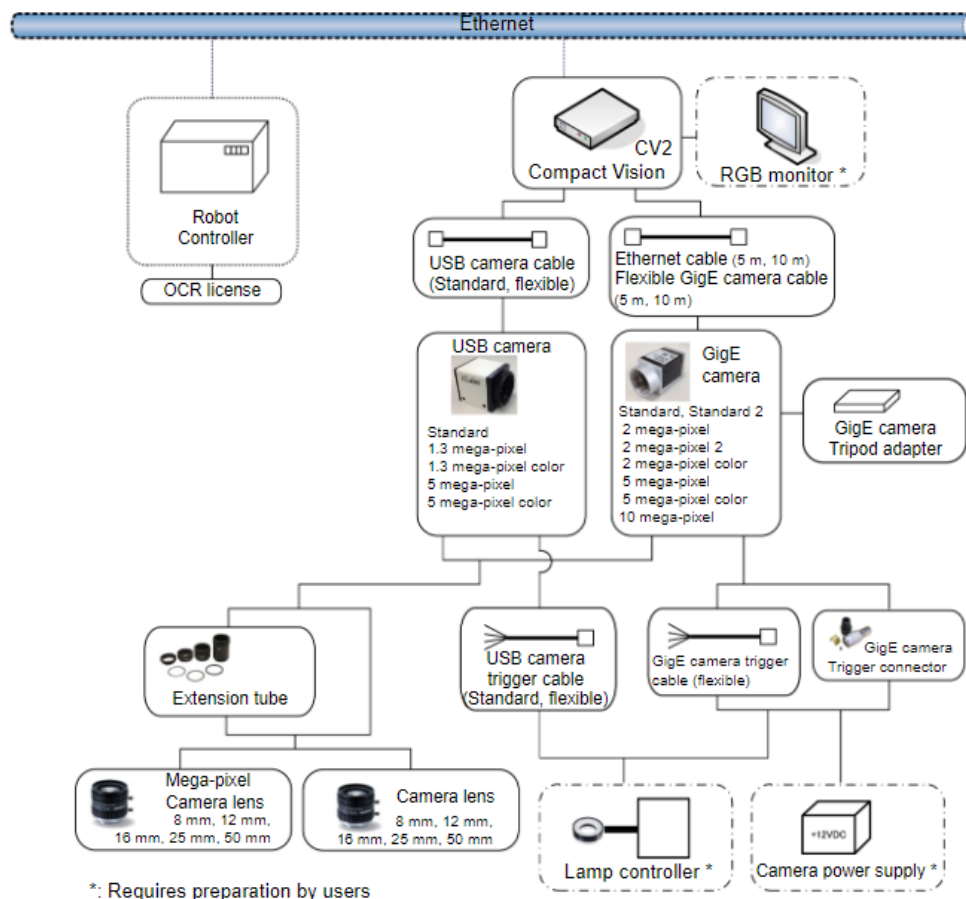 Ethernet
CV2
Compact Vision
RGB monitor *
Robot
Controller
OCR license
USB camera cable
(Standard, flexible)
Ethernet cable (5 m, 10 m)
Flexible GigE camera cable
(5 m, 10 m)
USB camera
Standard
1.3 mega-pixel
1.3 mega-pixel color
5 mega-pixel
5 mega-pixel color
GigE
camera
Standard, Standard 2
2 mega-pixel
2 mega-pixel 2
2 mega-pixel color
5 mega-pixel
5 mega-pixel color
10 mega-pixel
GigE camera
Tripod adapter
Extension tube
USB camera
trigger cable
(Standard, flexible)
GigE camera trigger
cable (flexible)
GigE camera
Trigger connector
Mega-pixel
Camera lens
8 mm, 12 mm,
16 mm, 25 mm, 50 mm
Camera lens
8 mm, 12 mm,
16 mm, 25 mm, 50 mm
Lamp controller *
+12VDC
Camera power supply *
*: Requires preparation by users